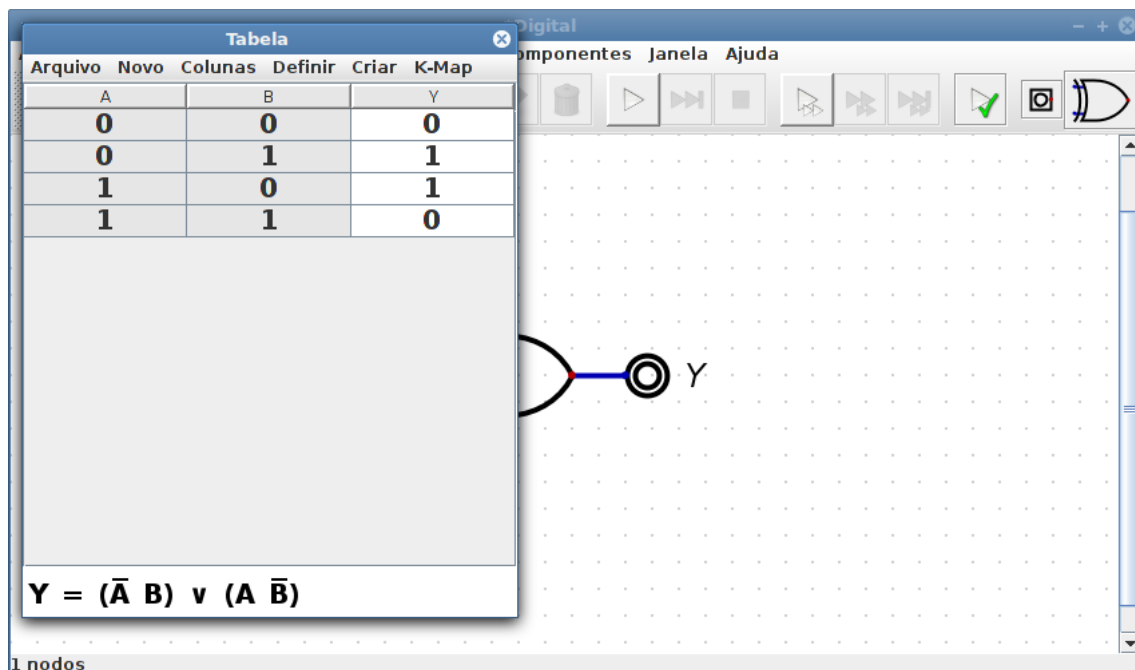 Digital
Tabela
omponentes Janela Ajuda
Arquivo Novo Colunas Definir Criar K-Map
A B Y
0 0 0
0 1 1
1 0 1
1 1 0
Y
Y = (A̅ B) ∨ (A B̅)
1 nodos